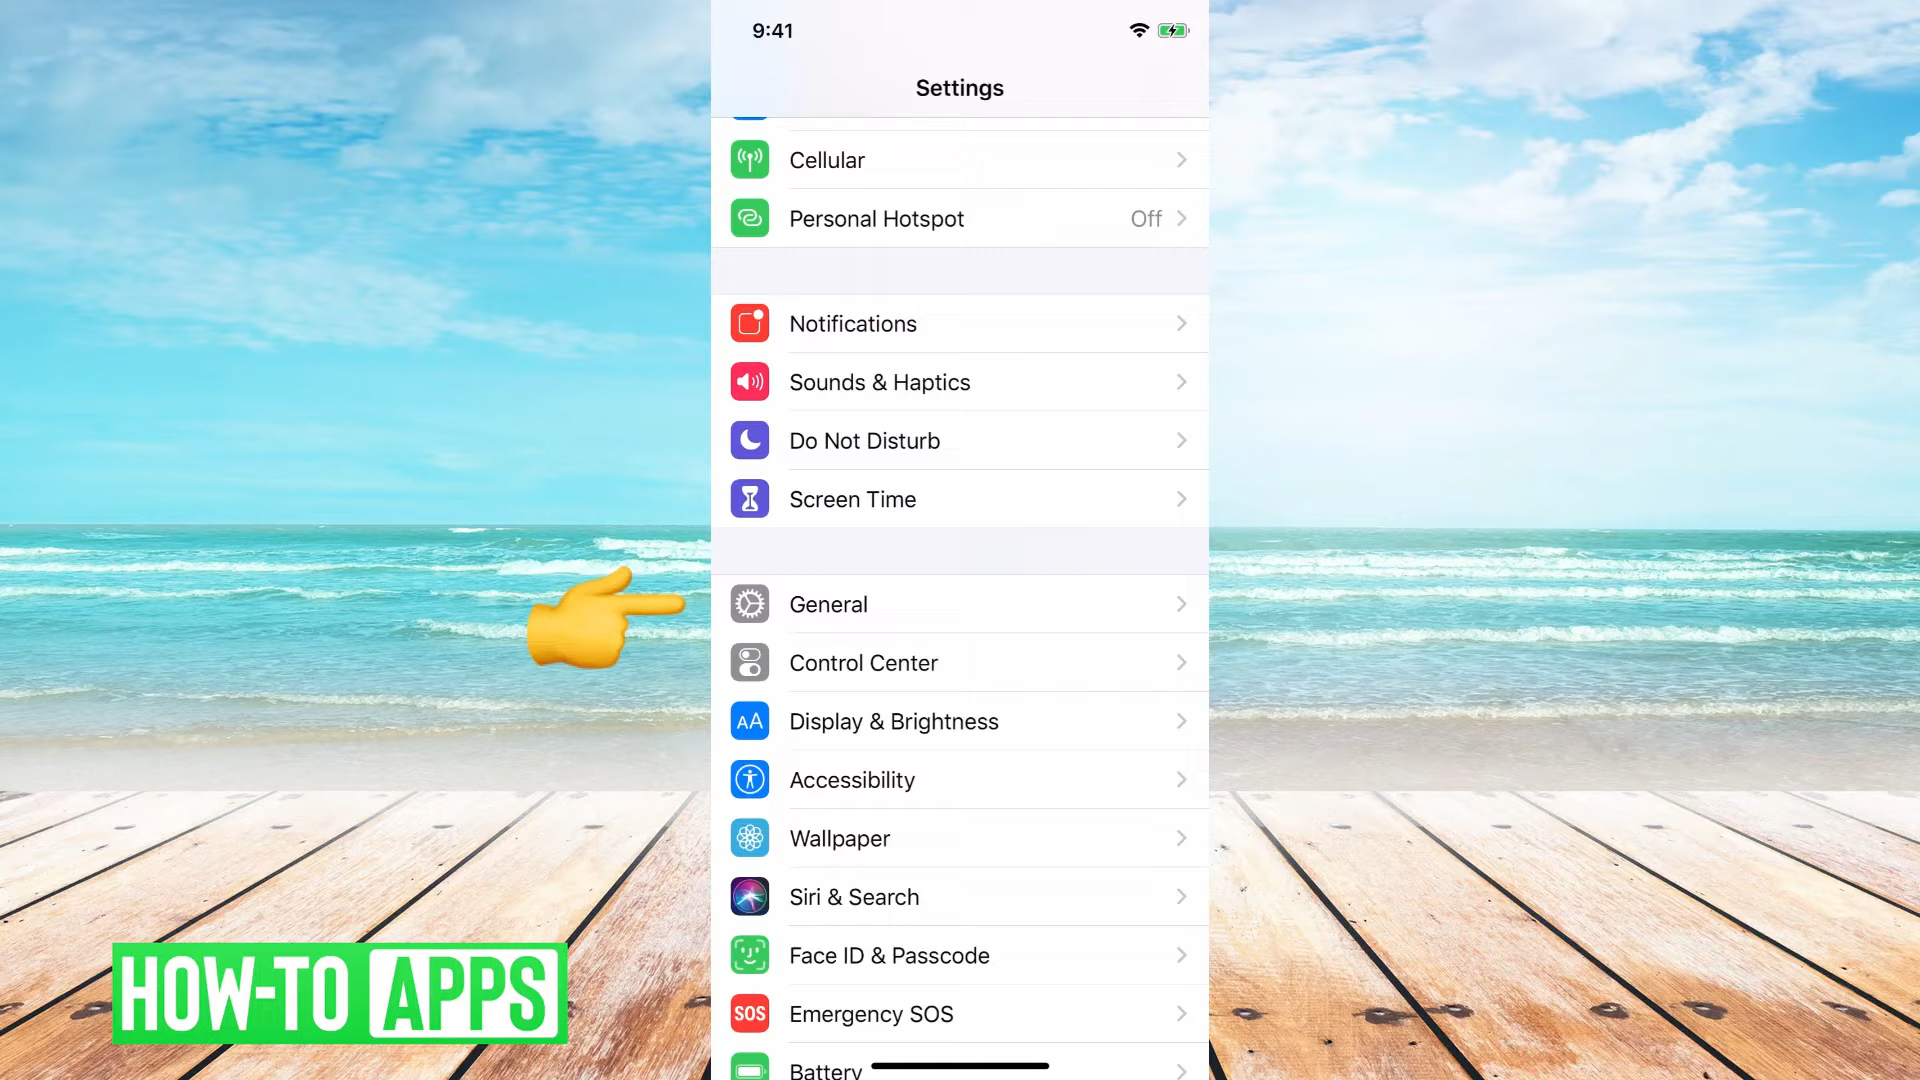 9:41
Settings
Cellular
Personal Hotspot Off
Notifications
Sounds & Haptics
Do Not Disturb
Screen Time
General
Control Center
AA Display & Brightness
Accessibility
Wallpaper
Siri & Search
Face ID & Passcode
SOS Emergency SOS
Battery
HOW-TO APPS